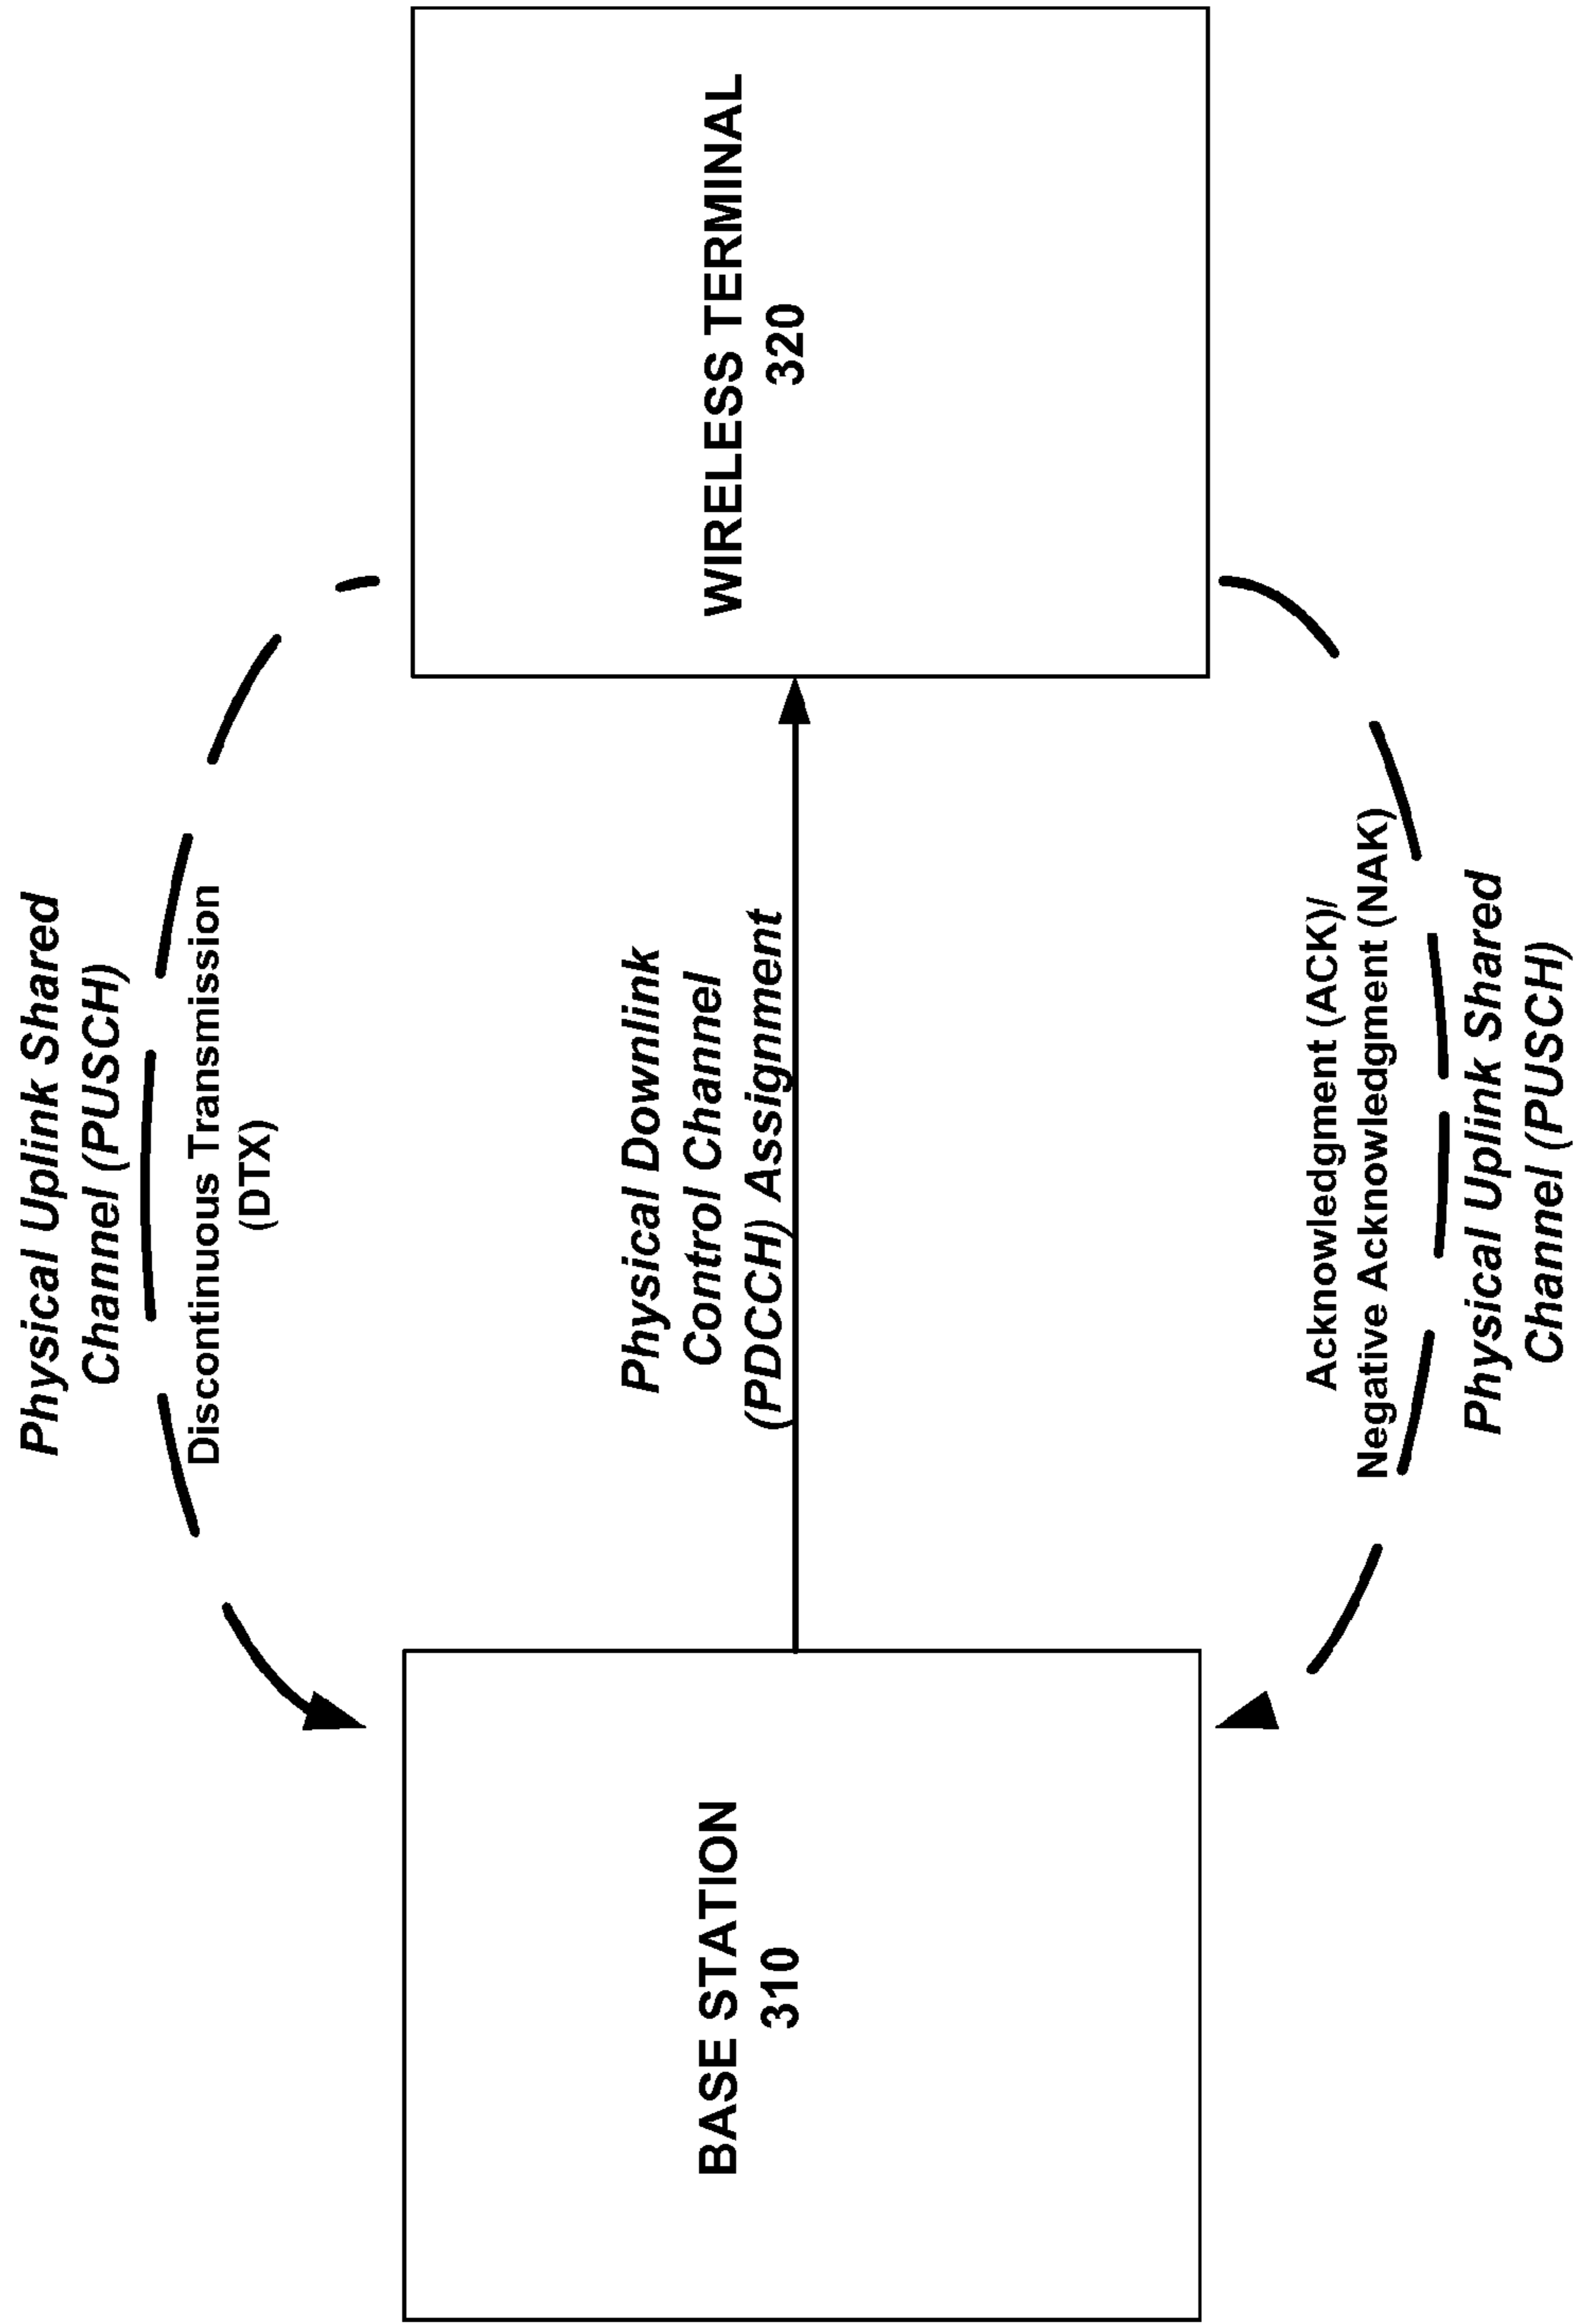 Physical Uplink Shared
Channel (PUSCH)
Discontinuous Transmission
(DTX)
BASE STATION
310
Physical Downlink
Control Channel
(PDCCH) Assignment
WIRELESS TERMINAL
320
Acknowledgment (ACK)/
Negative Acknowledgment (NAK)
Physical Uplink Shared
Channel (PUSCH)